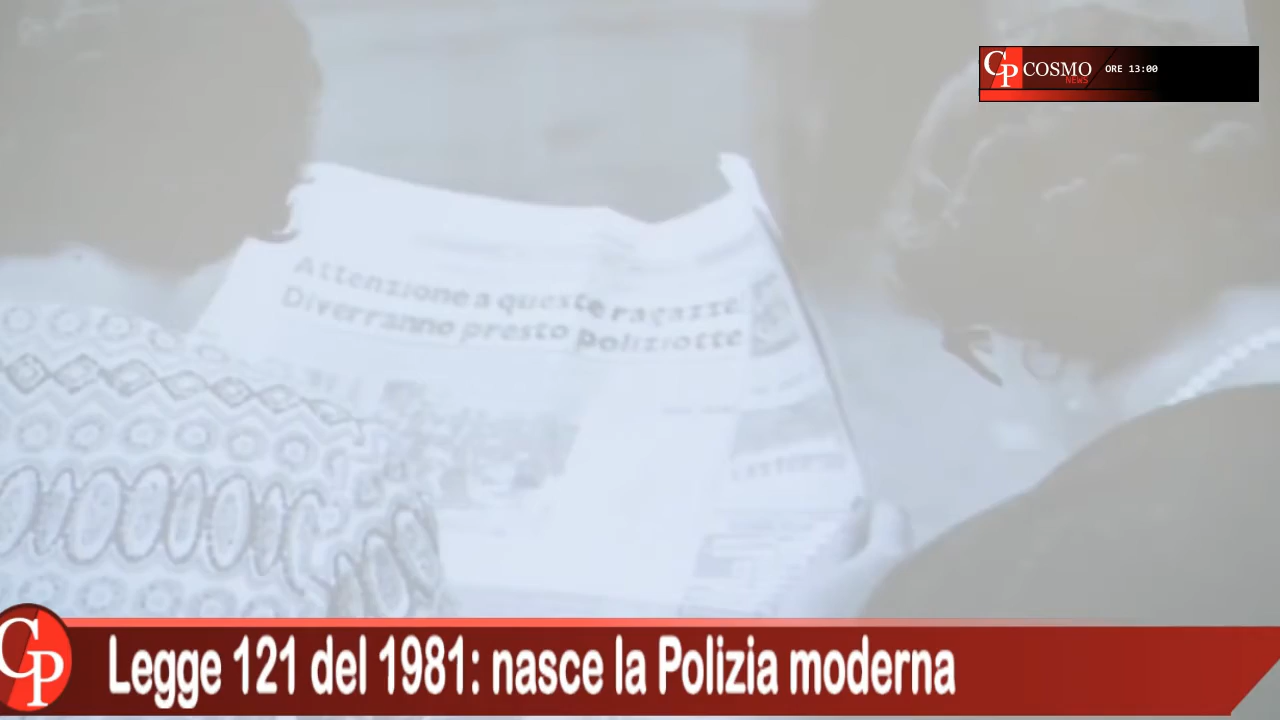 CP COSMO NEWS ORE 13:00
Attenzione a queste ragazze
Diverranno presto poliziotte
CP
Legge 121 del 1981: nasce la Polizia moderna